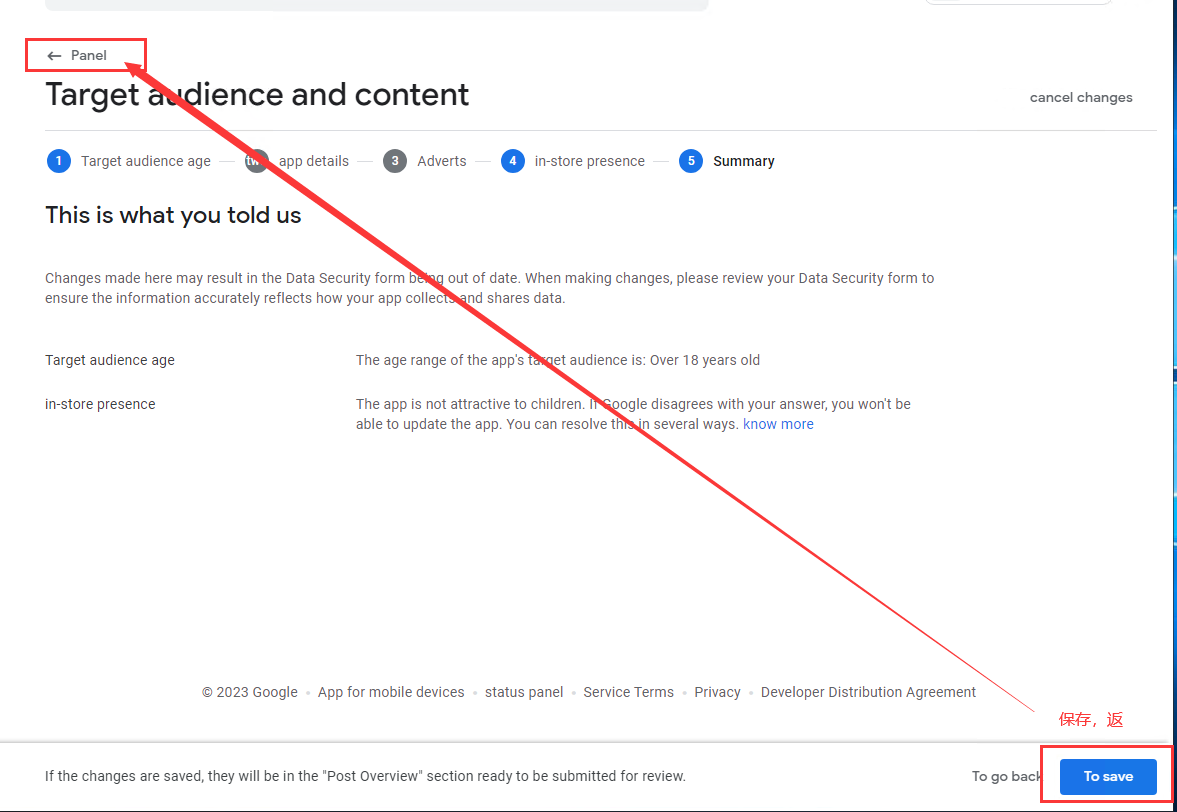 ← Panel
Target audience and content
cancel changes
1 Target audience age
tw app details
3 Adverts
4 in-store presence
5 Summary
This is what you told us
Changes made here may result in the Data Security form being out of date. When making changes, please review your Data Security form to
ensure the information accurately reflects how your app collects and shares data.
Target audience age
The age range of the app's target audience is: Over 18 years old
in-store presence
The app is not attractive to children. If Google disagrees with your answer, you won't be
able to update the app. You can resolve this in several ways. know more
© 2023 Google • App for mobile devices • status panel • Service Terms • Privacy • Developer Distribution Agreement
保存，返
If the changes are saved, they will be in the "Post Overview" section ready to be submitted for review.
To go back
To save